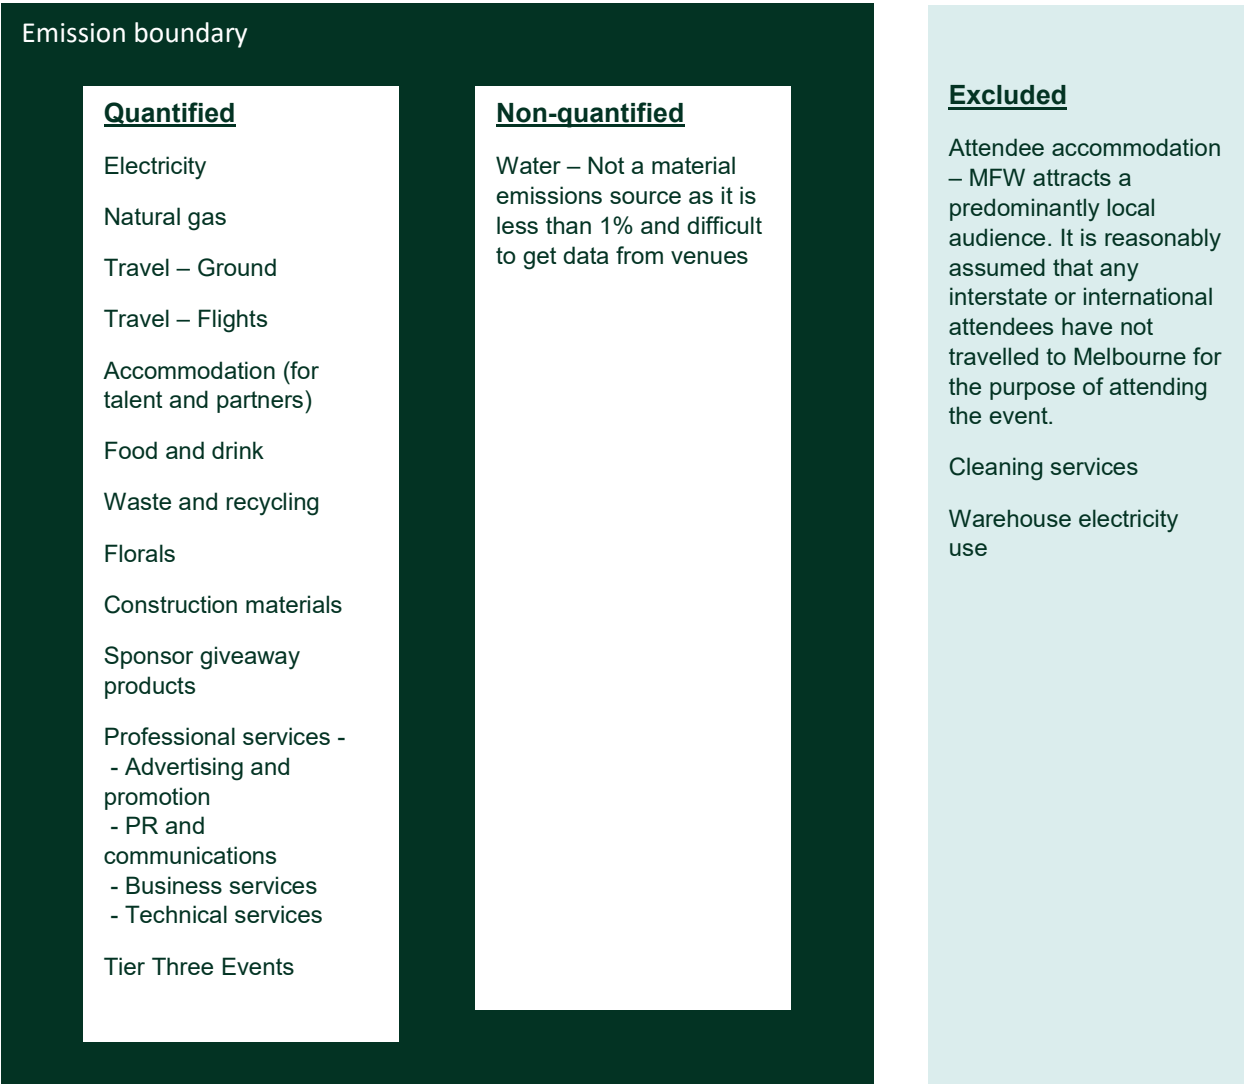 Emission boundary
Quantified
Electricity
Natural gas
Travel – Ground
Travel – Flights
Accommodation (for
talent and partners)
Food and drink
Waste and recycling
Florals
Construction materials
Sponsor giveaway
products
Professional services -
- Advertising and
promotion
- PR and
communications
- Business services
- Technical services
Tier Three Events
Non-quantified
Water – Not a material
emissions source as it is
less than 1% and difficult
to get data from venues
Excluded
Attendee accommodation
– MFW attracts a
predominantly local
audience. It is reasonably
assumed that any
interstate or international
attendees have not
travelled to Melbourne for
the purpose of attending
the event.
Cleaning services
Warehouse electricity
use